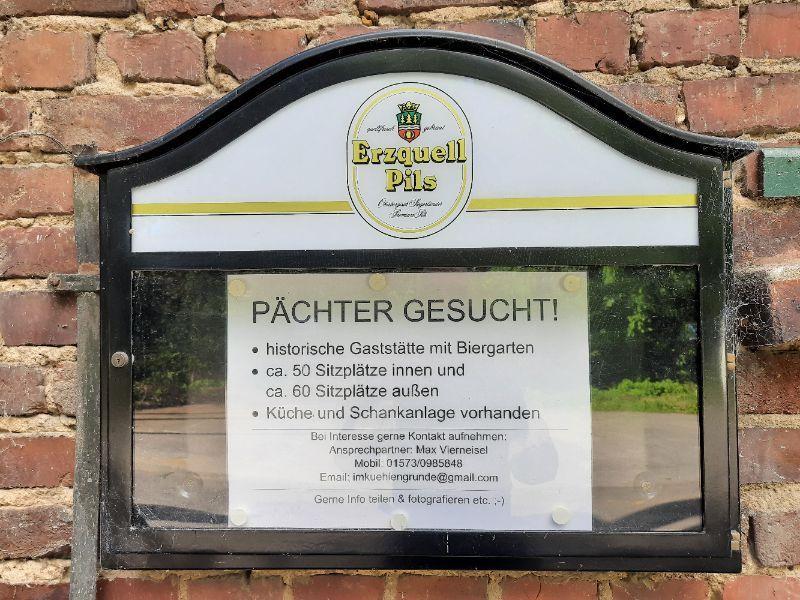 Erzquell
Pils
PÄCHTER GESUCHT!
• historische Gaststätte mit Biergarten
• ca. 50 Sitzplätze innen und
ca. 60 Sitzplätze außen
• Küche und Schankanlage vorhanden
Bei Interesse gerne Kontakt aufnehmen:
Ansprechpartner: Max Vierneisel
Mobil: 01573/0985848
Email: imkuehlengrunde@gmail.com
Gerne Info teilen & fotografieren etc. ;-)